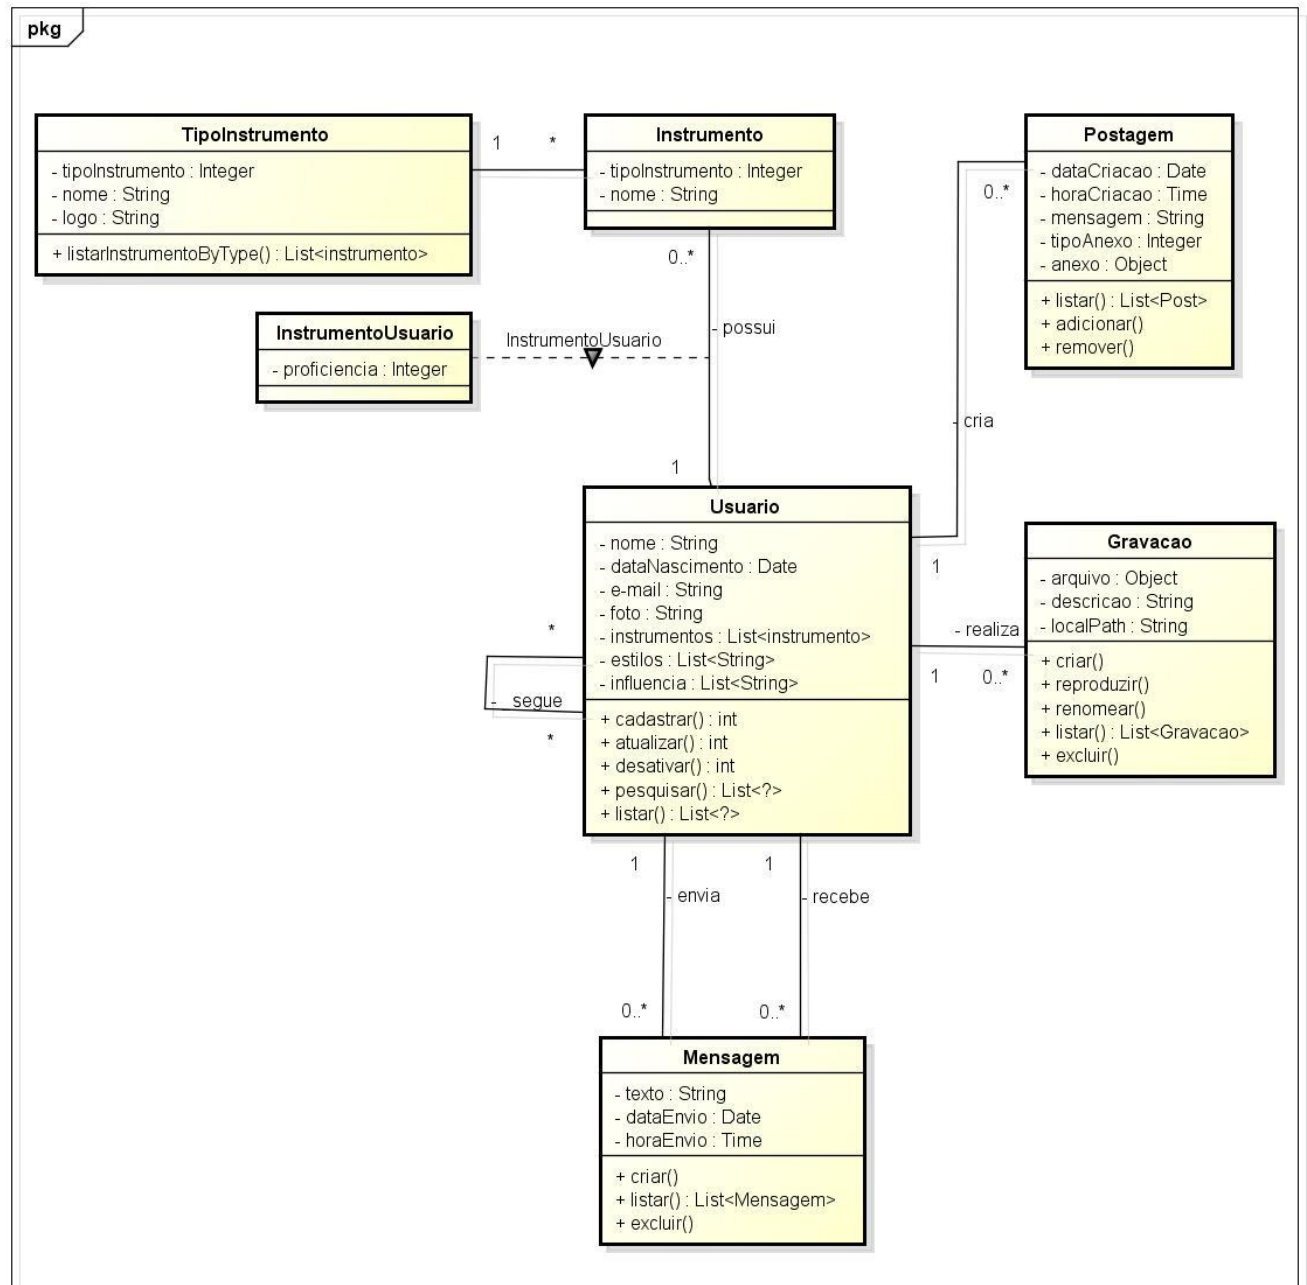 pkg
TipoInstrumento
- tipoInstrumento : Integer
- nome : String
- logo : String
+ listarInstrumentoByType() : List<instrumento>
1
*
Instrumento
- tipoInstrumento : Integer
- nome : String
Postagem
- dataCriacao : Date
- horaCriacao : Time
- mensagem : String
- tipoAnexo : Integer
- anexo : Object
+ listar() : List<Post>
+ adicionar()
+ remover()
0..*
0..*
- possui
InstrumentoUsuario
- proficiencia : Integer
InstrumentoUsuario
- cria
1
Usuario
- nome : String
- dataNascimento : Date
- e-mail : String
- foto : String
- instrumentos : List<instrumento>
- estilos : List<String>
- influencia : List<String>
+ cadastrar() : int
+ atualizar() : int
+ desativar() : int
+ pesquisar() : List<?>
+ listar() : List<?>
*
- segue
*
1
- realiza
1
0..*
Gravacao
- arquivo : Object
- descricao : String
- localPath : String
+ criar()
+ reproduzir()
+ renomear()
+ listar() : List<Gravacao>
+ excluir()
1
1
- envia
- recebe
0..*
0..*
Mensagem
- texto : String
- dataEnvio : Date
- horaEnvio : Time
+ criar()
+ listar() : List<Mensagem>
+ excluir()